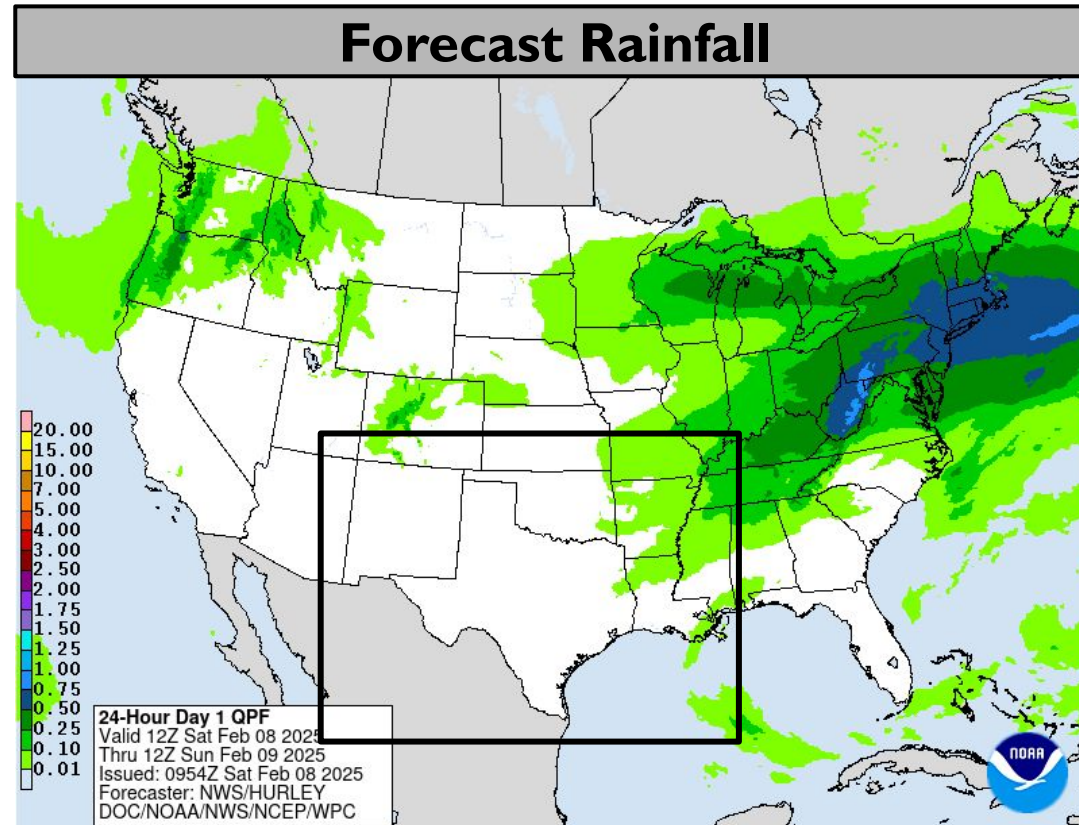 Forecast Rainfall
20.00
15.00
10.00
7.00
5.00
4.00
3.00
2.50
2.00
1.75
1.50
1.25
1.00
0.75
0.50
0.25
0.10
0.01
24-Hour Day 1 QPF
Valid 12Z Sat Feb 08 2025
Thru 12Z Sun Feb 09 2025
Issued: 0954Z Sat Feb 08 2025
Forecaster: NWS/HURLEY
DOC/NOAA/NWS/NCEP/WPC
NOAA